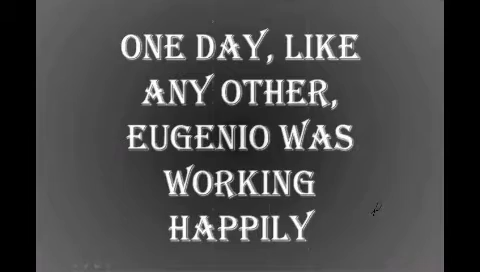 ONE DAY, LIKE
ANY OTHER,
EUGENIO WAS
WORKING
HAPPILY